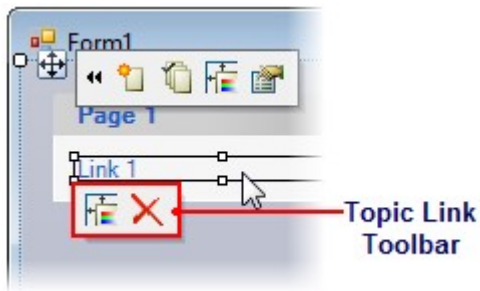 Form1
Page 1
Link 1
Topic Link
Toolbar